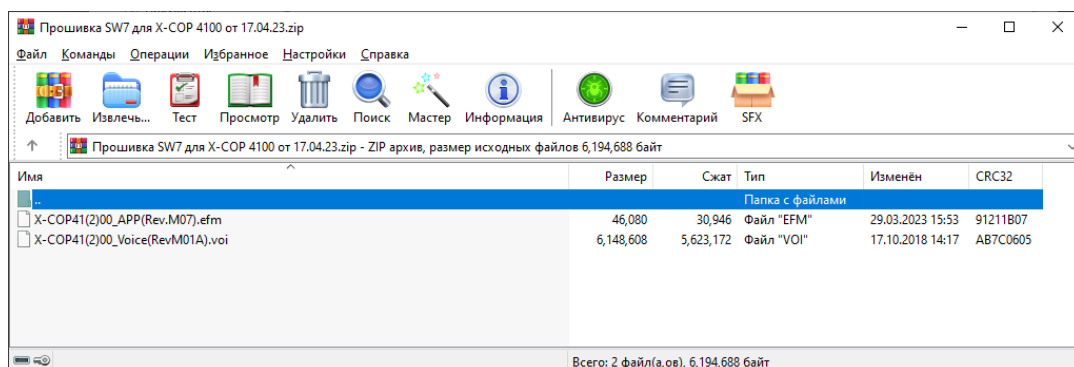 Прошивка SW7 для X-COP 4100 от 17.04.23.zip
Файл Команды Операции Избранное Настройки Справка
Добавить Извлечь... Тест Просмотр Удалить Поиск Мастер Информация Антивирус Комментарий SFX
Прошивка SW7 для X-COP 4100 от 17.04.23.zip - ZIP архив, размер исходных файлов 6,194,688 байт
Имя Размер Сжат Тип Изменён CRC32
.. Папка с файлами
X-COP41(2)00_APP(Rev.M07).efm 46,080 30,946 Файл "EFM" 29.03.2023 15:53 91211B07
X-COP41(2)00_Voice(RevM01A).voi 6,148,608 5,623,172 Файл "VOI" 17.10.2018 14:17 AB7C0605
Всего: 2 файл(а,ов), 6,194,688 байт